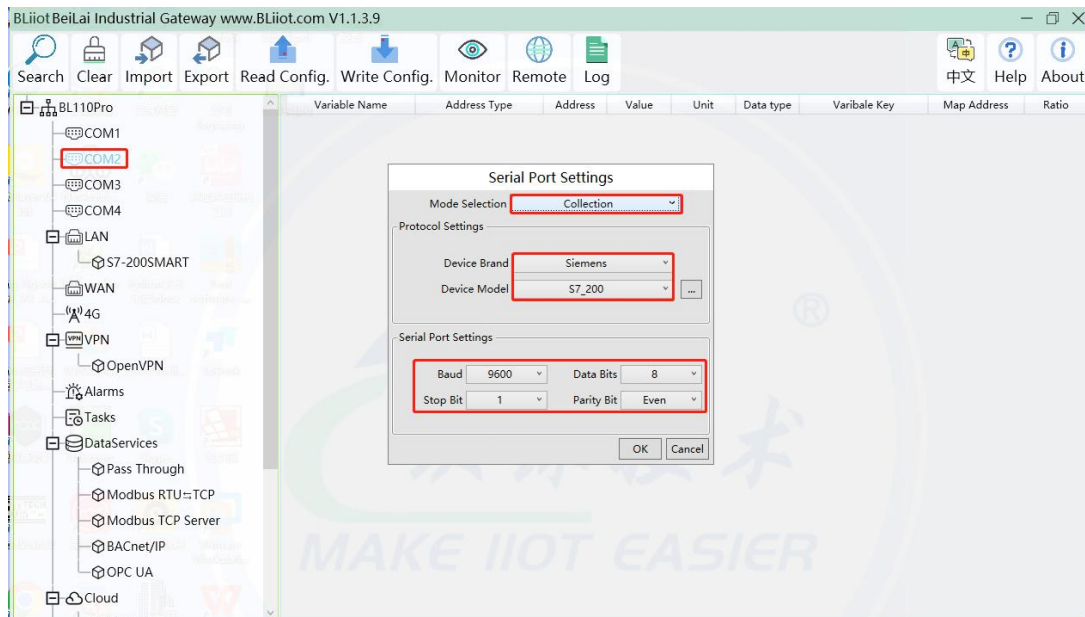 BLiiot BeiLai Industrial Gateway www.BLiiot.com V1.1.3.9
Search Clear Import Export Read Config. Write Config. Monitor Remote Log 中文 Help About
Variable Name Address Type Address Value Unit Data type Varibale Key Map Address Ratio
BL110Pro
COM1
COM2
COM3
COM4
LAN
S7-200SMART
WAN
4G
VPN VPN
OpenVPN
Alarms
Tasks
DataServices
Pass Through
Modbus RTU⇆TCP
Modbus TCP Server
BACnet/IP
OPC UA
Cloud
Serial Port Settings
Mode Selection Collection
Protocol Settings
Device Brand Siemens
Device Model S7_200 ...
Serial Port Settings
Baud 9600 Data Bits 8
Stop Bit 1 Parity Bit Even
OK Cancel
®
技术
MAKE IIOT EASIER